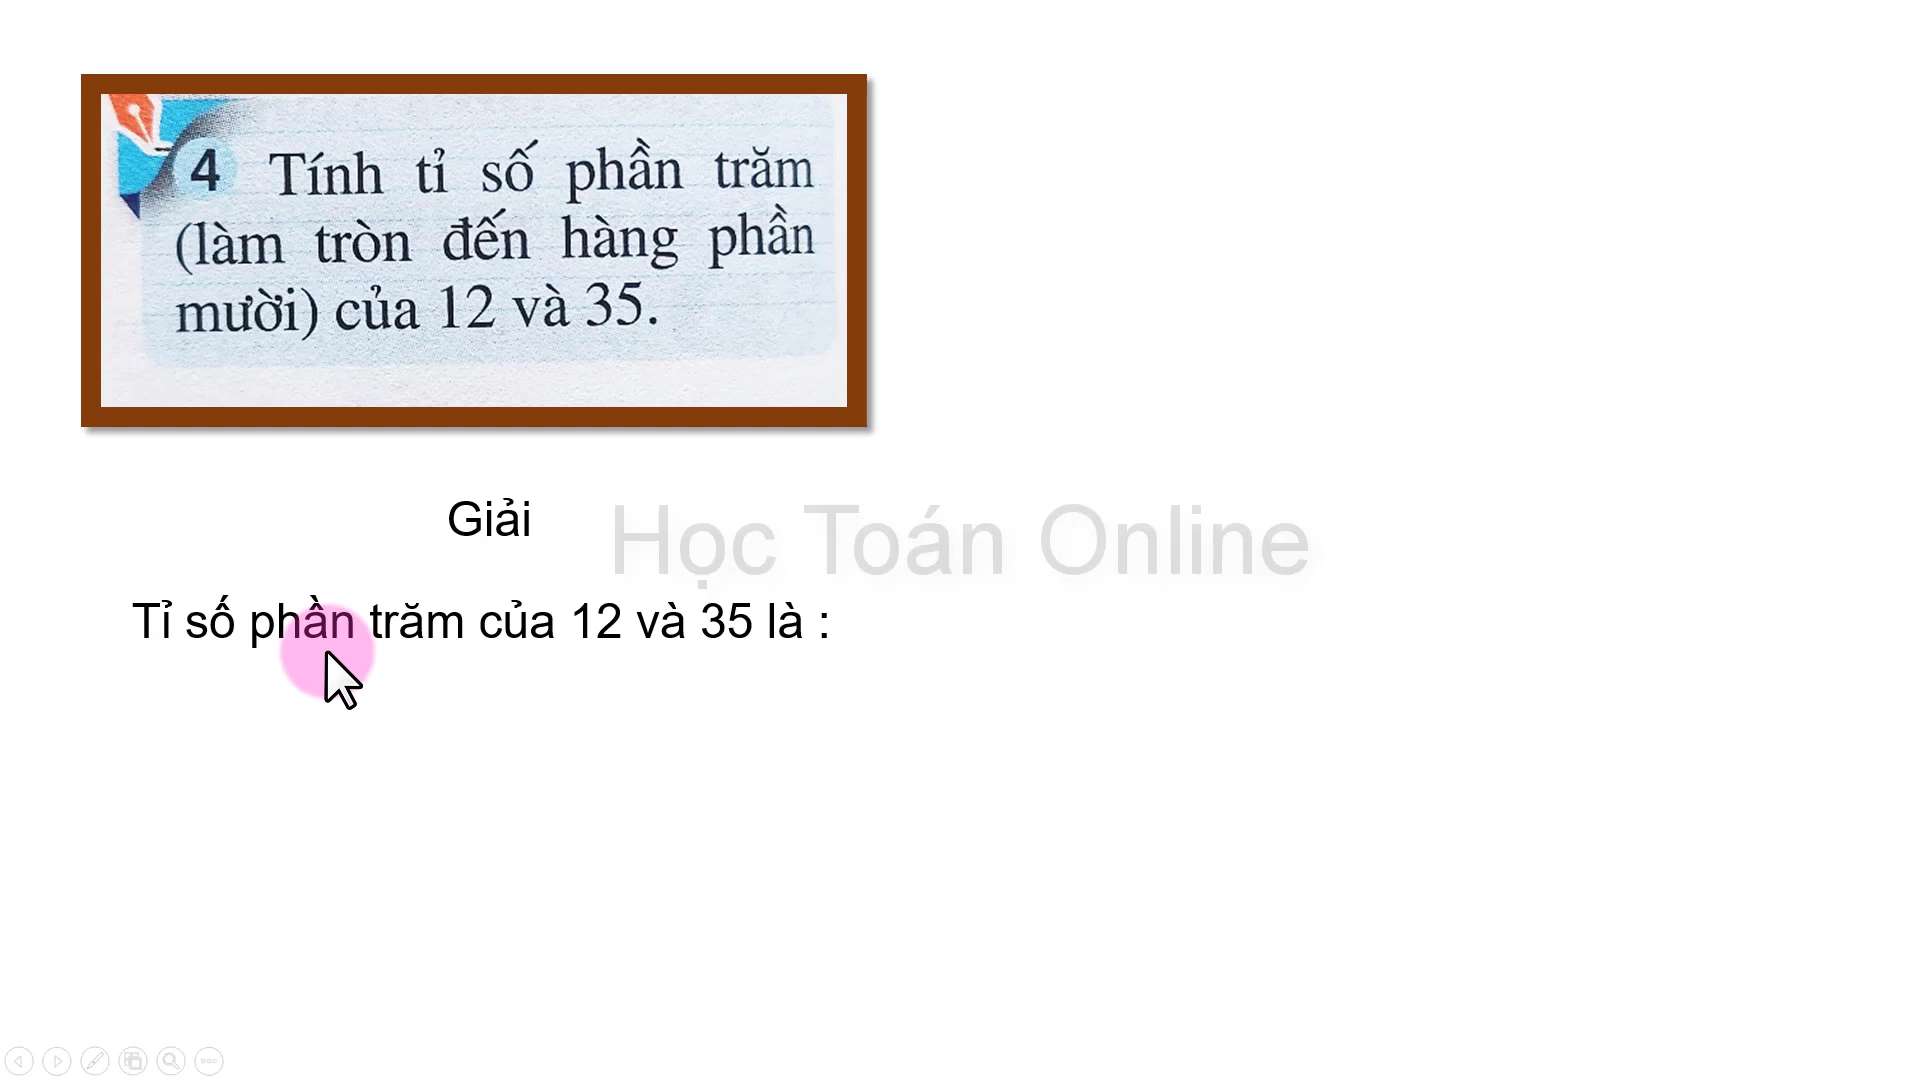 4 Tính tỉ số phần trăm
(làm tròn đến hàng phần
mười) của 12 và 35.
Giải
Học Toán Online
Tỉ số phần trăm của 12 và 35 là :